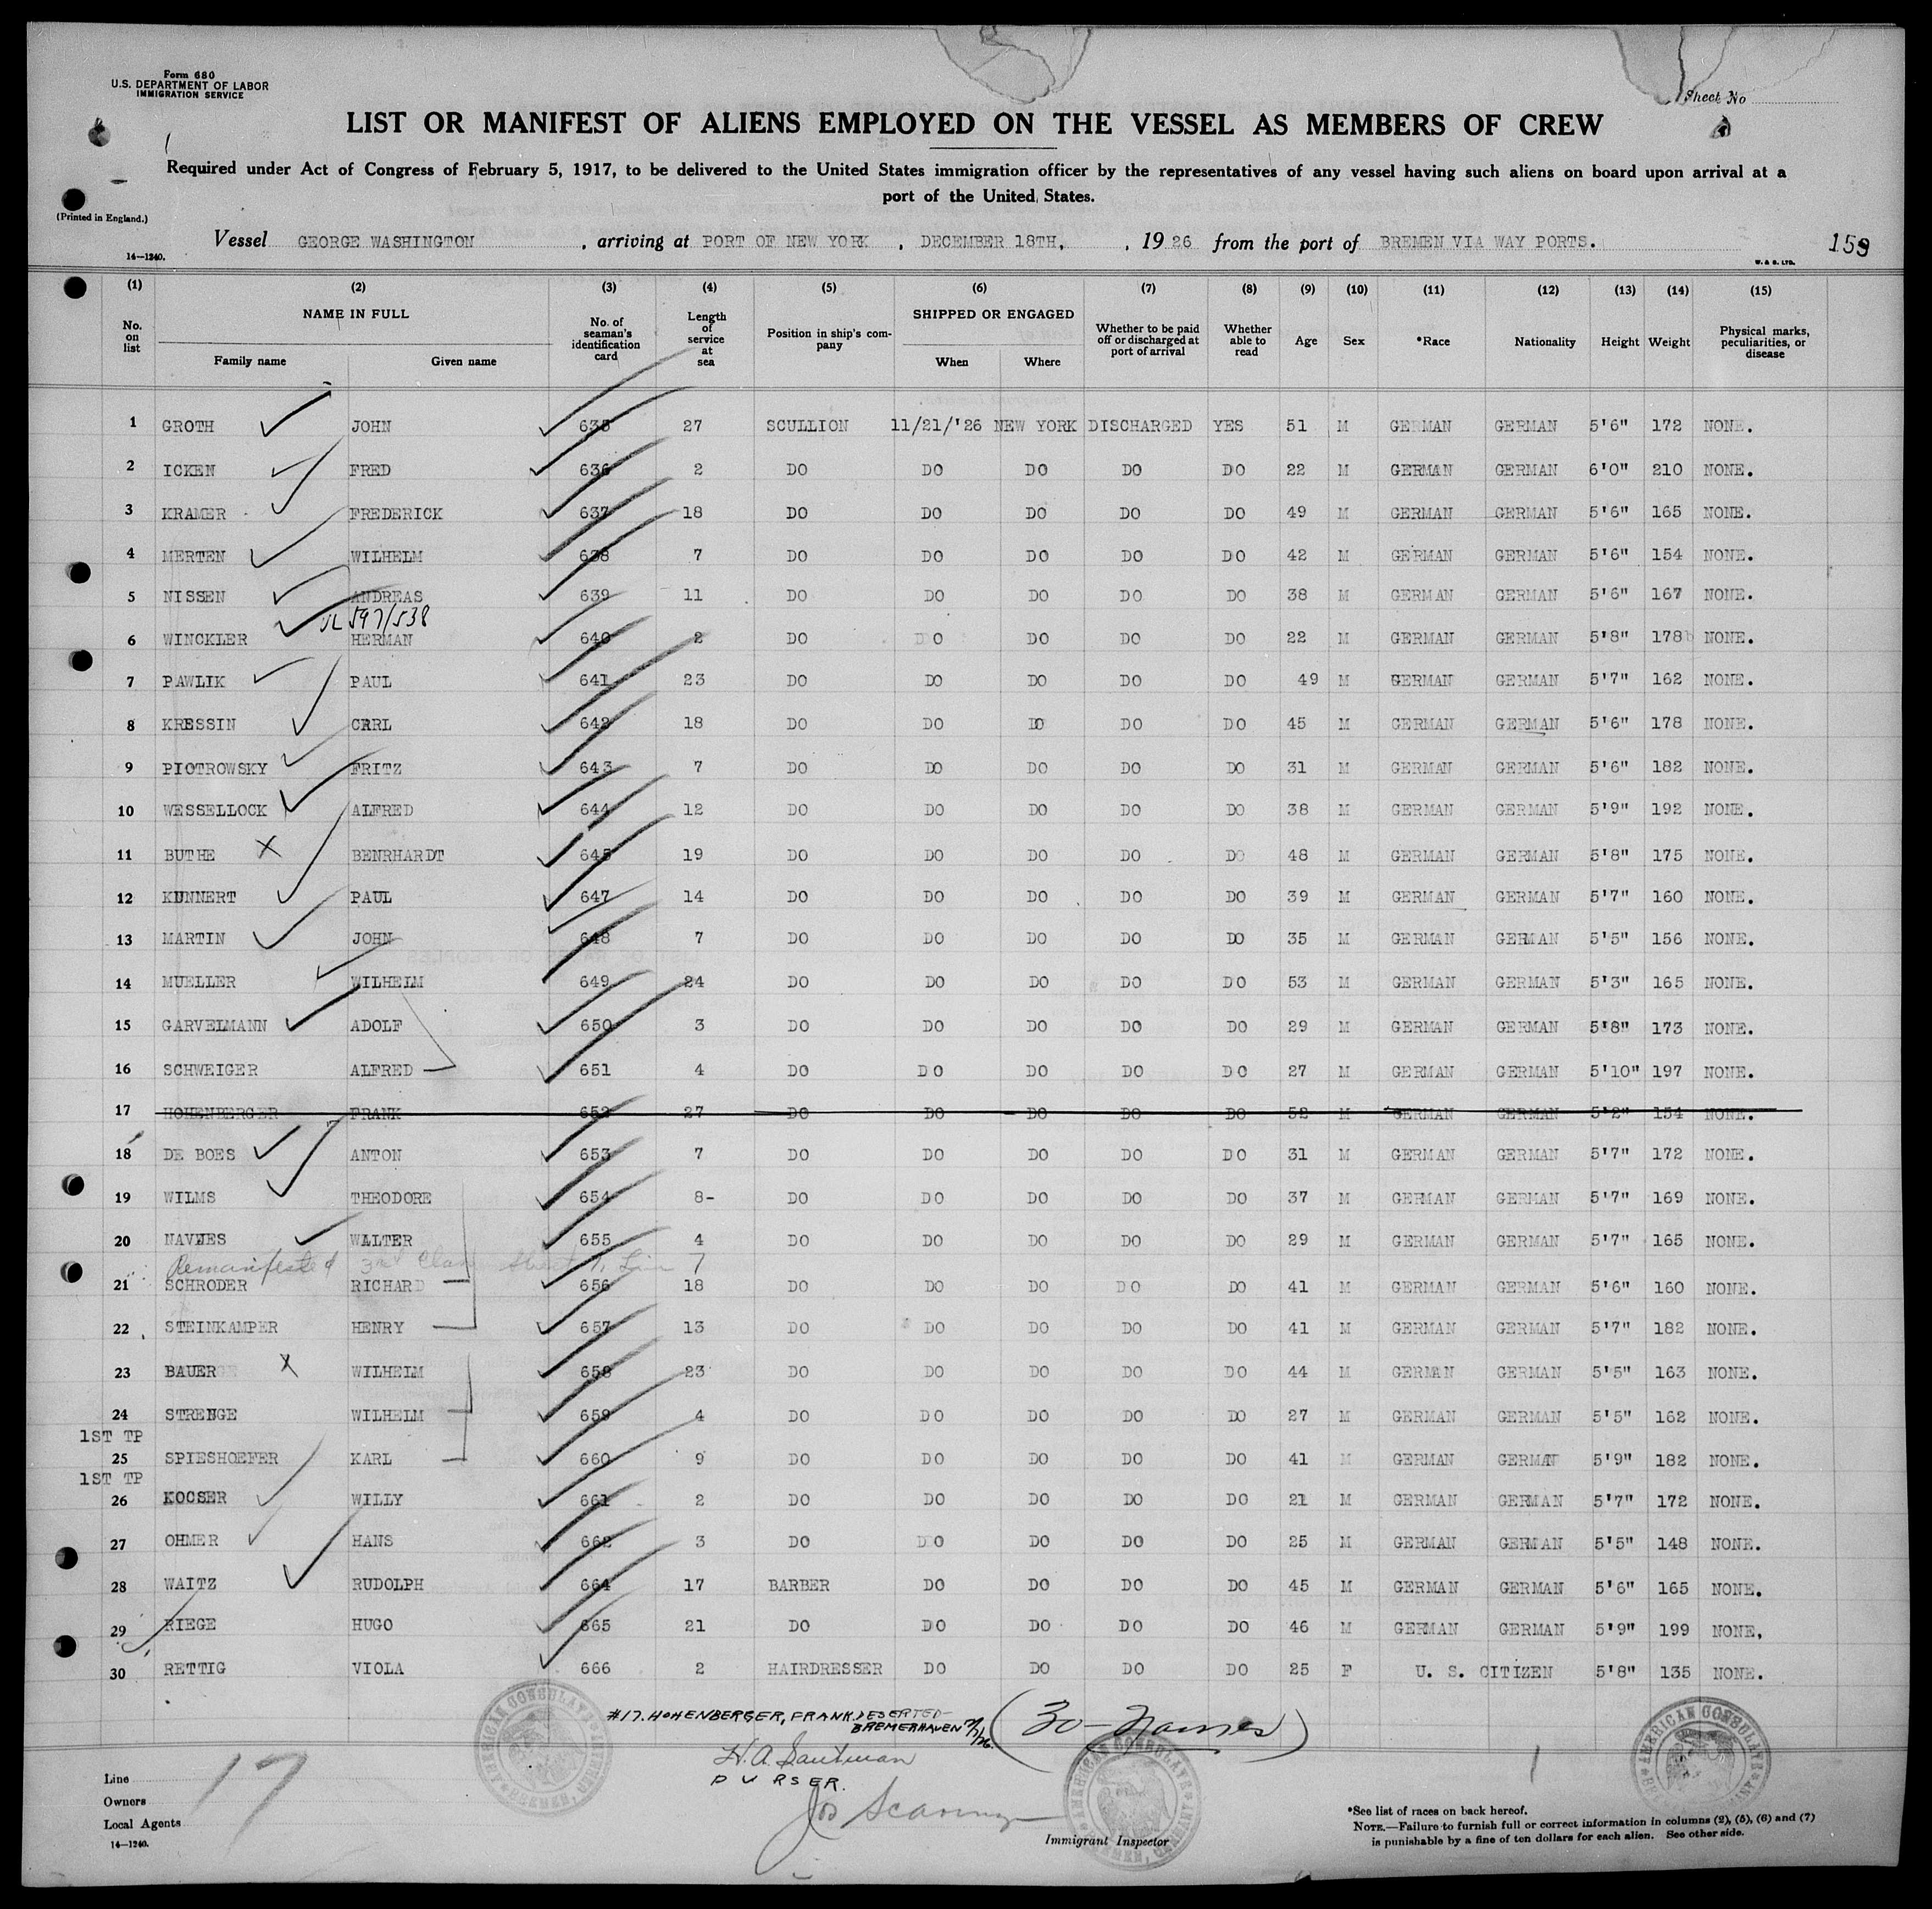 Form 680
U.S. DEPARTMENT OF LABOR
IMMIGRATION SERVICE
Sheet No
LIST OR MANIFEST OF ALIENS EMPLOYED ON THE VESSEL AS MEMBERS OF CREW
Required under Act of Congress of February 5, 1917, to be delivered to the United States immigration officer by the representatives of any vessel having such aliens on board upon arrival at a
port of the United States.
(Printed in England.)
Vessel GEORGE WASHINGTON , arriving at PORT OF NEW YORK , DECEMBER 18TH, , 1926 from the port of BREMEN VIA WAY PORTS. 159
14—1240. W. & S. LTD.
(1) (2) (3) (4) (5) (6) (7) (8) (9) (10) (11) (12) (13) (14) (15)
No. on list NAME IN FULL Family name Given name No. of seaman's identification card Length of service at sea Position in ship's company SHIPPED OR ENGAGED When Where Whether to be paid off or discharged at port of arrival Whether able to read Age Sex *Race Nationality Height Weight Physical marks, peculiarities, or disease
1 GROTH JOHN 635 27 SCULLION 11/21/'26 NEW YORK DISCHARGED YES 51 M GERMAN GERMAN 5'6" 172 NONE.
2 ICKEN FRED 636 2 DO DO DO DO DO 22 M GERMAN GERMAN 6'0" 210 NONE.
3 KRAMER FREDERICK 637 18 DO DO DO DO DO 49 M GERMAN GERMAN 5'6" 165 NONE.
4 MERTEN WILHELM 638 7 DO DO DO DO DO 42 M GERMAN GERMAN 5'6" 154 NONE.
5 NISSEN ANDREAS 639 11 DO DO DO DO DO 38 M GERMAN GERMAN 5'6" 167 NONE.
597/538
6 WINCKLER HERMAN 640 2 DO DO DO DO DO 22 M GERMAN GERMAN 5'8" 178 NONE.
7 PAWLIK PAUL 641 23 DO DO DO DO DO 49 M GERMAN GERMAN 5'7" 162 NONE.
8 KRESSIN CARL 642 18 DO DO DO DO DO 45 M GERMAN GERMAN 5'6" 178 NONE.
9 PIOTROWSKY FRITZ 643 7 DO DO DO DO DO 31 M GERMAN GERMAN 5'6" 182 NONE.
10 WESSELLOCK ALFRED 644 12 DO DO DO DO DO 38 M GERMAN GERMAN 5'9" 192 NONE.
11 BUTHE BENRHARDT 645 19 DO DO DO DO DO 48 M GERMAN GERMAN 5'8" 175 NONE.
12 KUNNERT PAUL 647 14 DO DO DO DO DO 39 M GERMAN GERMAN 5'7" 160 NONE.
13 MARTIN JOHN 648 7 DO DO DO DO DO 35 M GERMAN GERMAN 5'5" 156 NONE.
14 MUELLER WILHELM 649 24 DO DO DO DO DO 53 M GERMAN GERMAN 5'3" 165 NONE.
15 GARVELMANN ADOLF 650 3 DO DO DO DO DO 29 M GERMAN GERMAN 5'8" 173 NONE.
16 SCHWEIGER ALFRED 651 4 DO DO DO DO DO 27 M GERMAN GERMAN 5'10" 197 NONE.
17 HOHENBERGER FRANK 652 27 DO DO DO DO DO 52 M GERMAN GERMAN 5'2" 154 NONE.
18 DE BOES ANTON 653 7 DO DO DO DO DO 31 M GERMAN GERMAN 5'7" 172 NONE.
19 WILMS THEODORE 654 8- DO DO DO DO DO 37 M GERMAN GERMAN 5'7" 169 NONE.
20 NAVNES WALTER 655 4 DO DO DO DO DO 29 M GERMAN GERMAN 5'7" 165 NONE.
Remanifested 3rd Class Sheet 1, Line 7
21 SCHRODER RICHARD 656 18 DO DO DO DO DO 41 M GERMAN GERMAN 5'6" 160 NONE.
22 STEINKAMPER HENRY 657 13 DO DO DO DO DO 41 M GERMAN GERMAN 5'7" 182 NONE.
23 BAUER WILHELM 658 23 DO DO DO DO DO 44 M GERMAN GERMAN 5'5" 163 NONE.
24 STRENGE WILHELM 659 4 DO DO DO DO DO 27 M GERMAN GERMAN 5'5" 162 NONE.
1ST TP
25 SPIESHOEFER KARL 660 9 DO DO DO DO DO 41 M GERMAN GERMAN 5'9" 182 NONE.
1ST TP
26 KOCSER WILLY 661 2 DO DO DO DO DO 21 M GERMAN GERMAN 5'7" 172 NONE.
27 OHMER HANS 662 3 DO DO DO DO DO 25 M GERMAN GERMAN 5'5" 148 NONE.
28 WAITZ RUDOLPH 664 17 BARBER DO DO DO DO 45 M GERMAN GERMAN 5'6" 165 NONE.
29 RIEGE HUGO 665 21 DO DO DO DO DO 46 M GERMAN GERMAN 5'9" 199 NONE,
30 RETTIG VIOLA 666 2 HAIRDRESSER DO DO DO DO 25 F U. S. CITIZEN 5'8" 135 NONE.
#17. HOHENBERGER, FRANK. DESERTED—
BREMERHAVEN
(30—Names)
H. A. Santman
PURSER.
AMERICAN CONSULATE
BREMEN, GERMANY
17
1
Line
Owners
Local Agents
14—1240.
Immigrant Inspector
*See list of races on back hereof.
NOTE.—Failure to furnish full or correct information in columns (2), (5), (6) and (7)
is punishable by a fine of ten dollars for each alien. See other side.